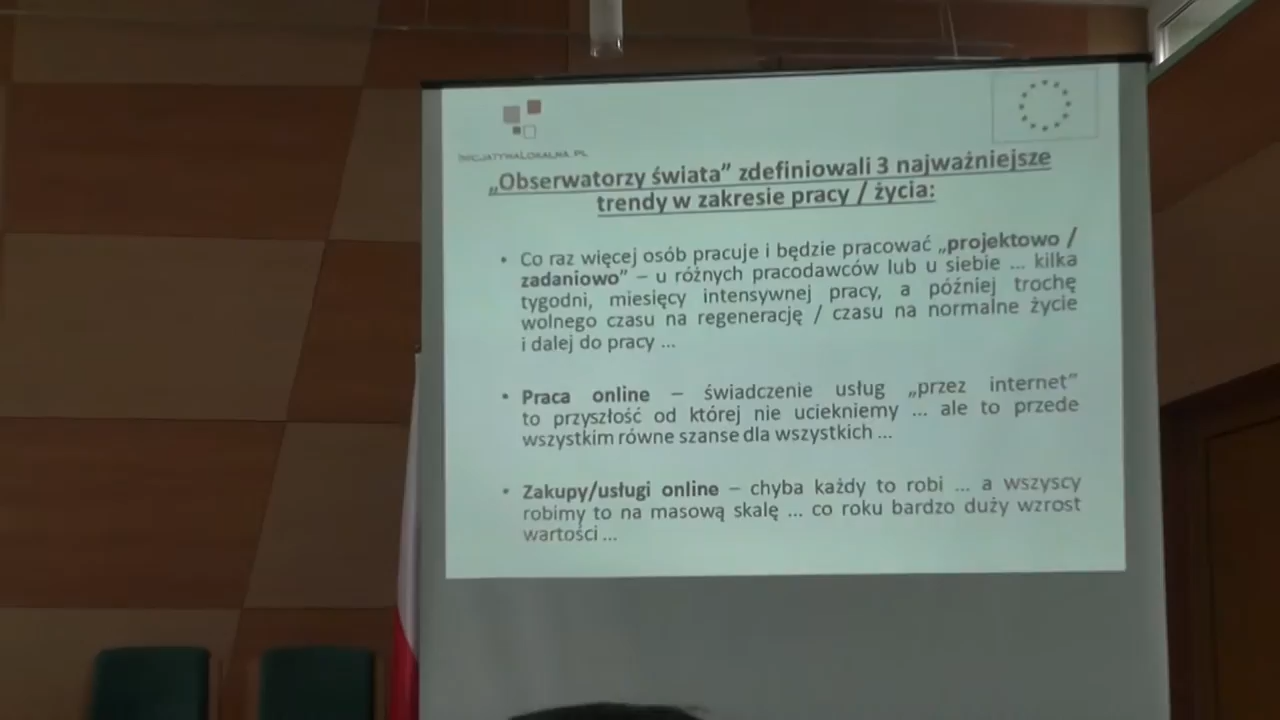 INICJATYWALOKALNA.PL
„Obserwatorzy świata” zdefiniowali 3 najważniejsze
trendy w zakresie pracy / życia:
• Co raz więcej osób pracuje i będzie pracować „projektowo /
zadaniowo” – u różnych pracodawców lub u siebie ... kilka
tygodni, miesięcy intensywnej pracy, a później trochę
wolnego czasu na regenerację / czasu na normalne życie
i dalej do pracy ...
• Praca online – świadczenie usług „przez internet”
to przyszłość od której nie uciekniemy ... ale to przede
wszystkim równe szanse dla wszystkich ...
• Zakupy/usługi online – chyba każdy to robi ... a wszyscy
robimy to na masową skalę ... co roku bardzo duży wzrost
wartości ...